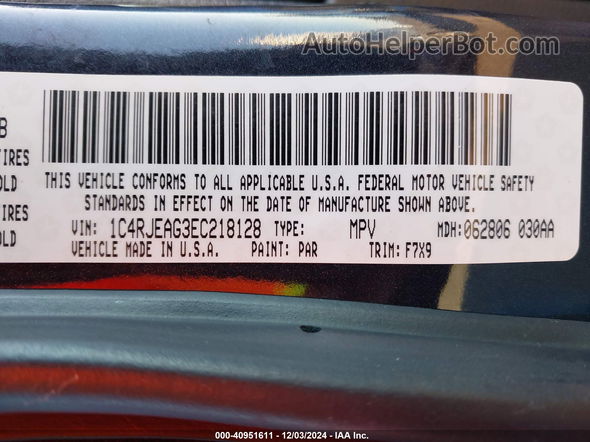 AutoHelperBot.com
B
TIRES
OLD
TIRES
OLD
THIS VEHICLE CONFORMS TO ALL APPLICABLE U.S.A. FEDERAL MOTOR VEHICLE SAFETY
STANDARDS IN EFFECT ON THE DATE OF MANUFACTURE SHOWN ABOVE.
VIN: 1C4RJEAG3EC218128 TYPE: MPV MDH: 062806 030AA
VEHICLE MADE IN U.S.A. PAINT: PAR TRIM: F7X9
000-40951611 - 12/03/2024 - IAA Inc.